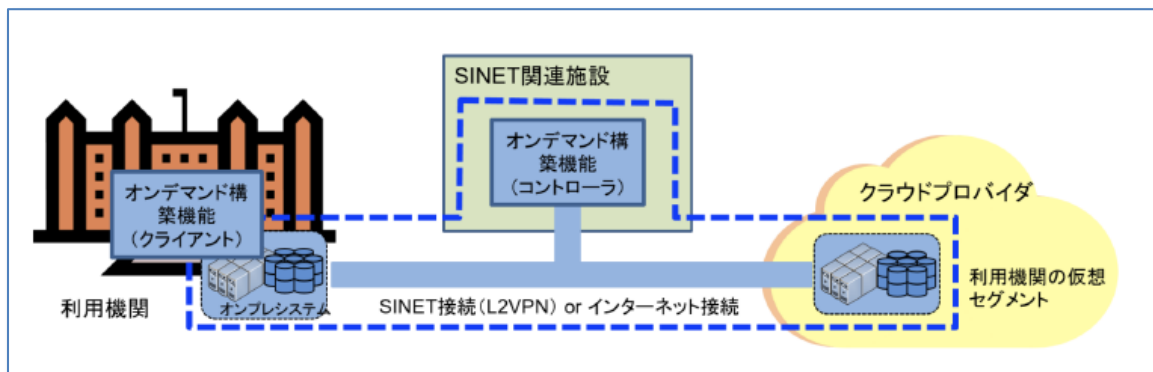 SINET関連施設
オンデマンド構
築機能
(コントローラ)
オンデマンド構
築機能
(クライアント)
クラウドプロバイダ
利用機関
オンプレシステム
SINET接続(L2VPN) or インターネット接続
利用機関の仮想
セグメント